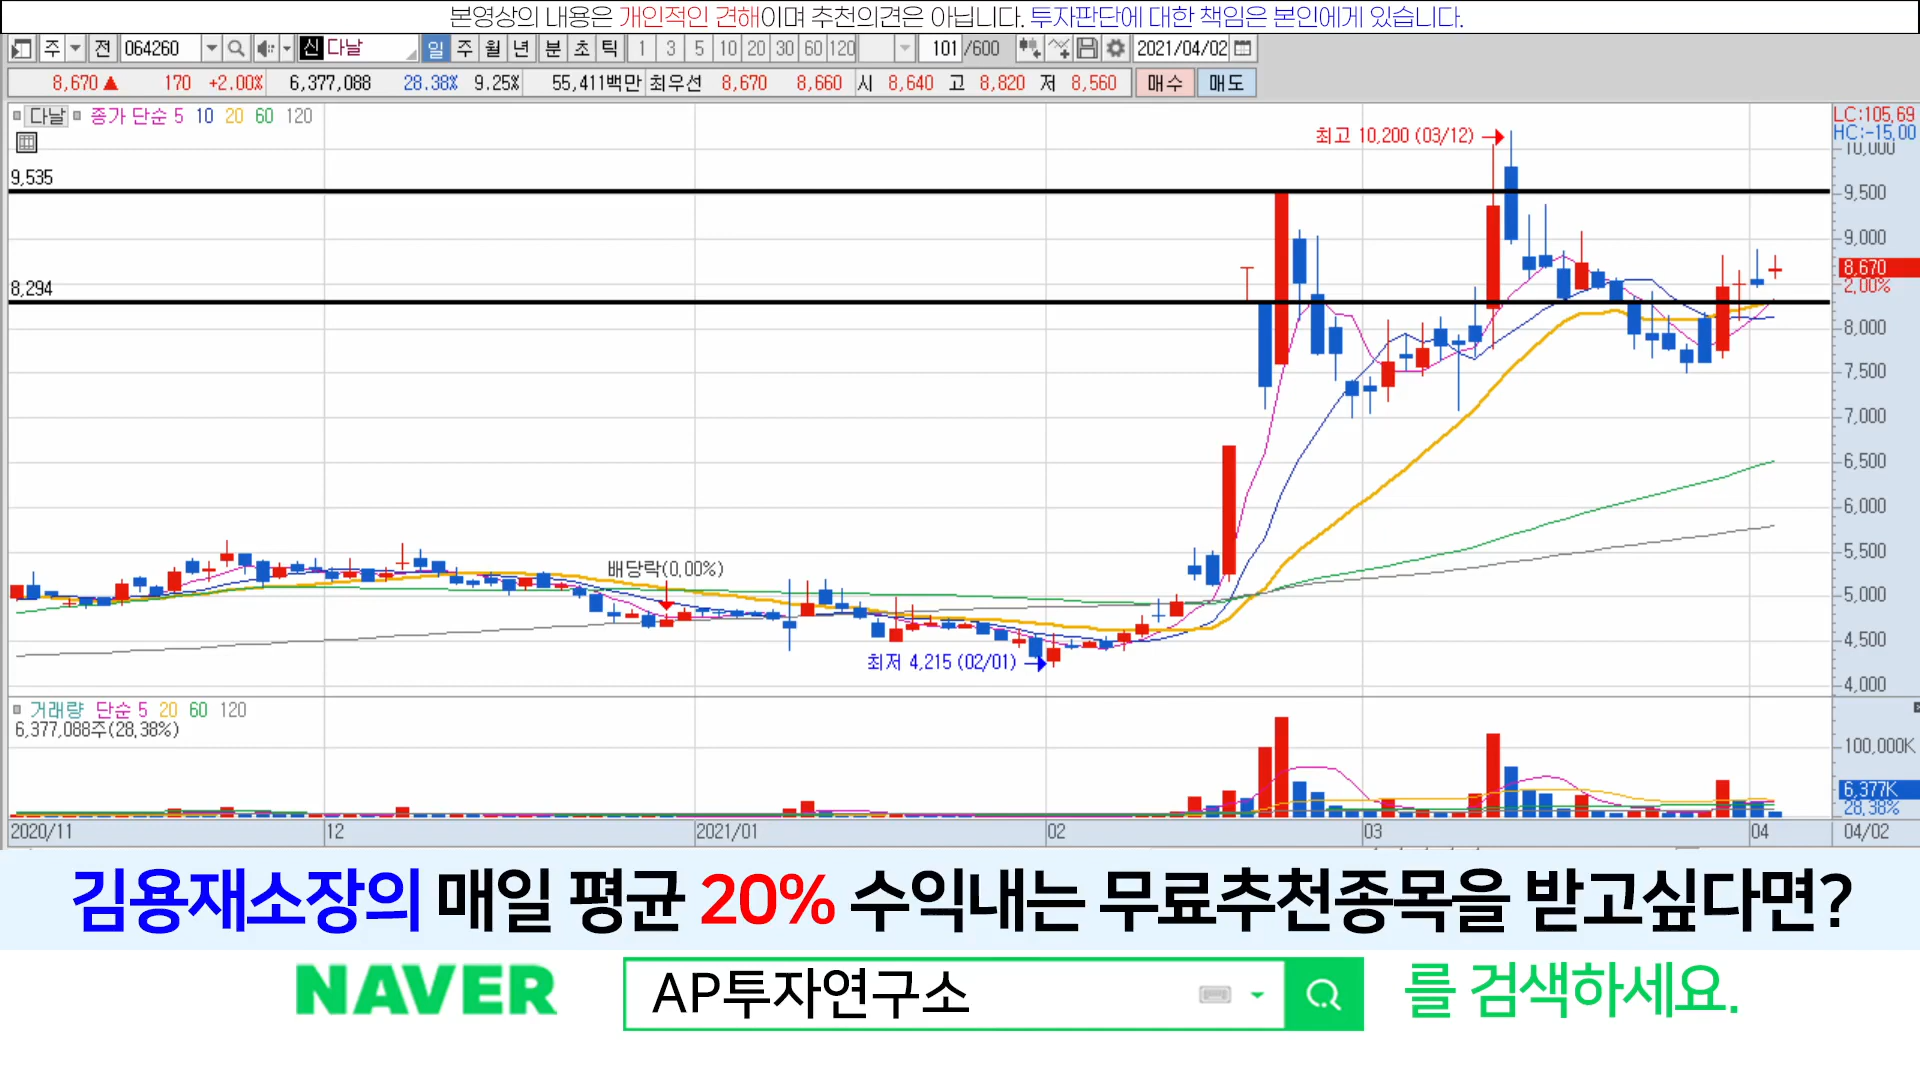 본영상의 내용은 개인적인 견해이며 추천의견은 아닙니다. 투자판단에 대한 책임은 본인에게 있습니다.
주 전 064260 신 다날 일 주 월 년 분 초 틱 1 3 5 10 20 30 60 120 101 /600 2021/04/02
8,670 ▲ 170 +2.00% 6,377,088 28.38% 9.25% 55,411백만 최우선 8,670 8,660 시 8,640 고 8,820 저 8,560 매수 매도
다날 종가 단순 5 10 20 60 120
LC:105.69
HC:-15.00
최고 10,200 (03/12)
10,000
9,535
9,500
9,000
8,670
2.00%
8,294
8,000
7,500
7,000
6,500
6,000
5,500
배당락(0.00%)
5,000
4,500
최저 4,215 (02/01)
4,000
거래량 단순 5 20 60 120
6,377,088주(28.38%)
100,000K
6,377K
28.38%
2020/11 12 2021/01 02 03 04 04/02
김용재소장의 매일 평균 20% 수익내는 무료추천종목을 받고싶다면?
NAVER AP투자연구소 를 검색하세요.